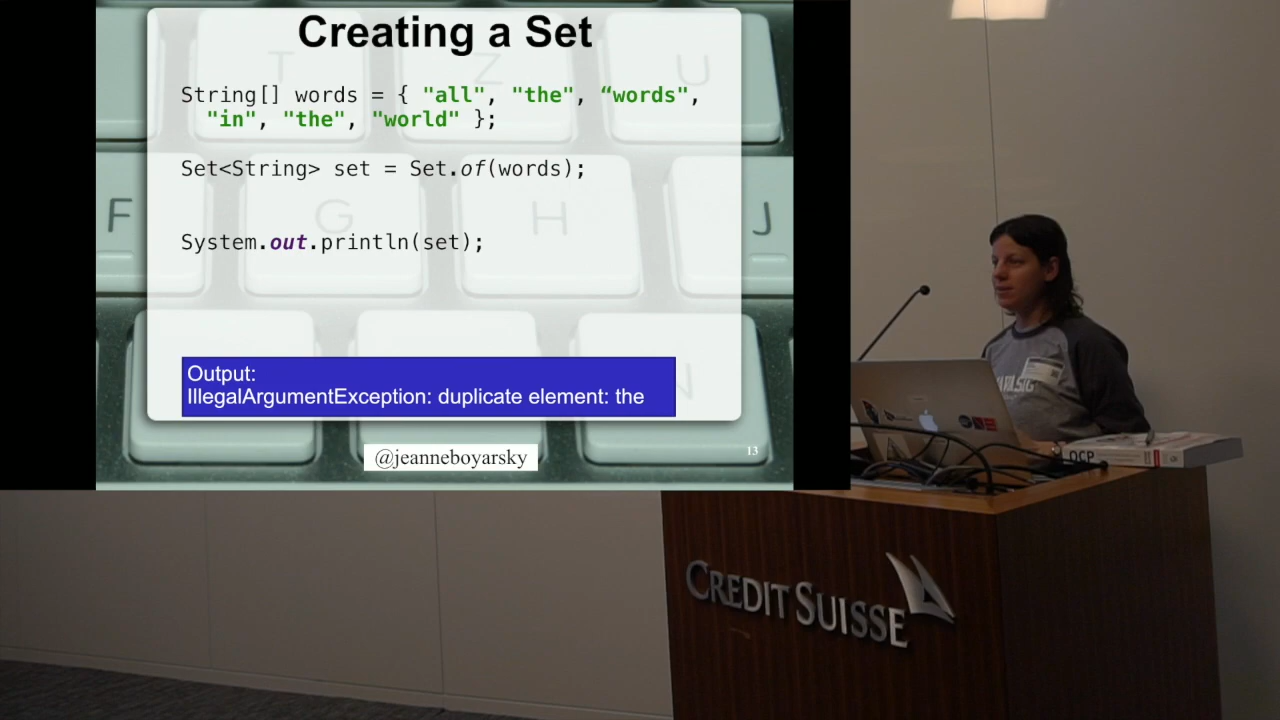 Creating a Set
String[] words = { "all", "the", “words",
"in", "the", "world" };
Set<String> set = Set.of(words);
System.out.println(set);
Output:
IllegalArgumentException: duplicate element: the
@jeanneboyarsky
13
T
Z
U
F
G
H
J
N
OCP
CREDIT SUISSE